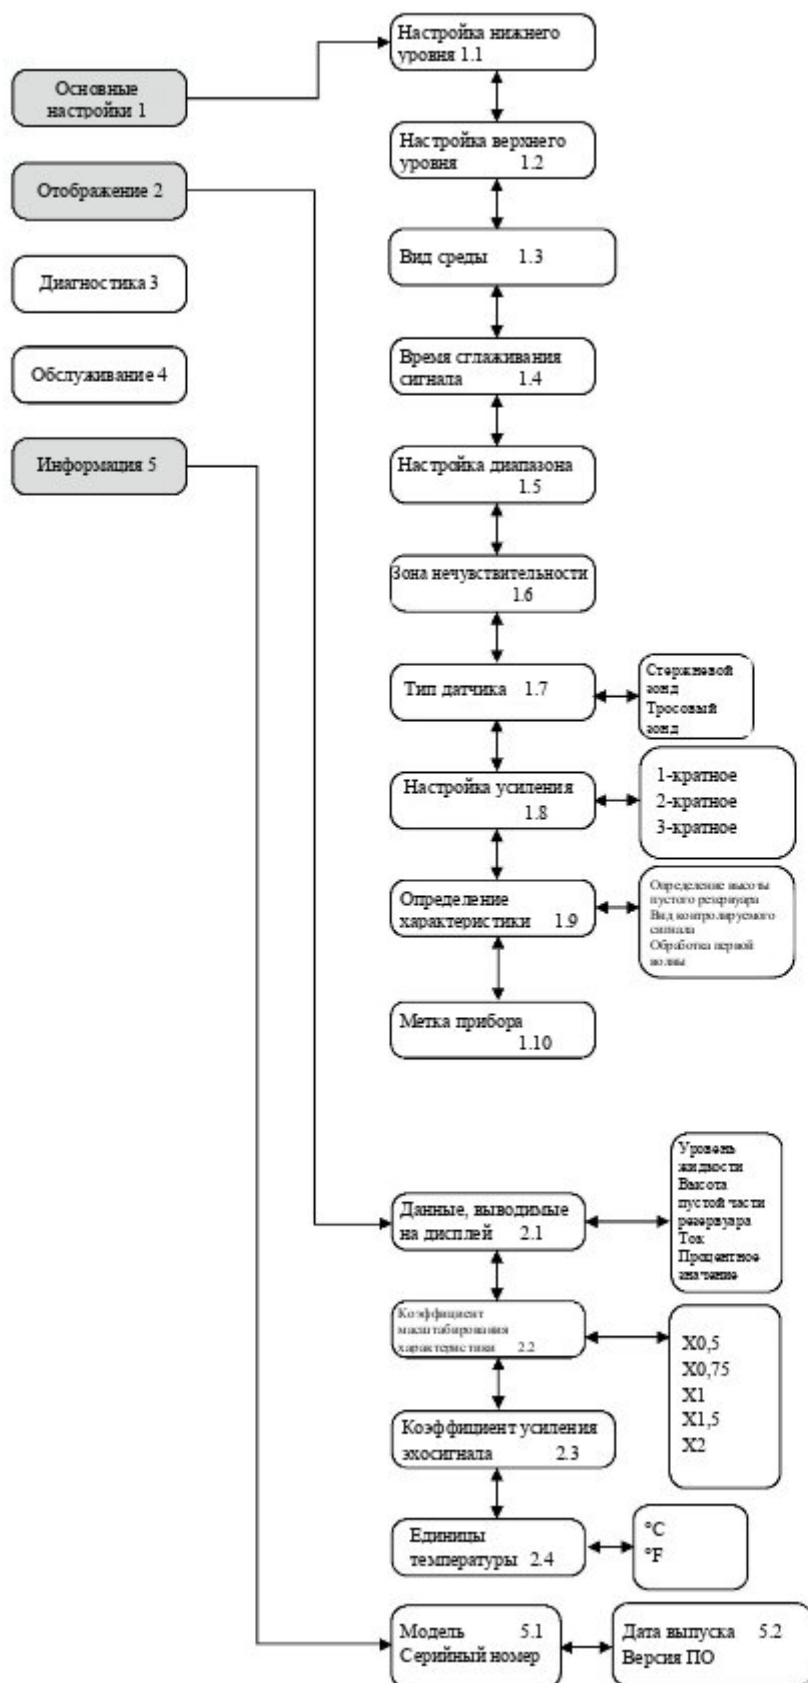 Основные
настройки 1
Отображение 2
Диагностика 3
Обслуживание 4
Информация 5
Настройка нижнего
уровня 1.1
Настройка верхнего
уровня 1.2
Вид среды 1.3
Время сглаживания
сигнала 1.4
Настройка диапазона
1.5
Зона нечувствительности
1.6
Тип датчика 1.7
Стержневой
зонд
Тросовый
зонд
Настройка усиления
1.8
1-кратное
2-кратное
3-кратное
Определение
характеристики 1.9
Определение высоты
пустого резервуара
Вид контролируемого
сигнала
Обработка первой
волны
Метка прибора
1.10
Данные, выводимые
на дисплей 2.1
Уровень
жидкости
Высота
пустой части
резервуара
Ток
Процентное
значение
Коэффициент
масштабирования
характеристики 2.2
X0,5
X0,75
X1
X1,5
X2
Коэффициент усиления
эхосигнала 2.3
Единицы
температуры 2.4
°C
°F
Модель 5.1
Серийный номер
Дата выпуска 5.2
Версия ПО